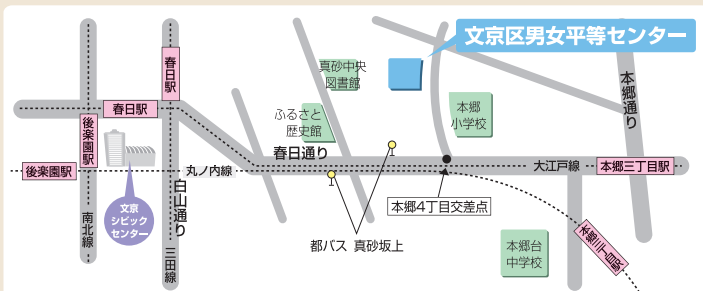 文京区男女平等センター
春日駅
真砂中央
図書館
本郷通り
春日駅
ふるさと
歴史館
本郷
小学校
後楽園駅
春日通り
大江戸線
本郷三丁目駅
後楽園駅
丸ノ内線
白山通り
文京
シビック
センター
本郷4丁目交差点
南北線
三田線
都バス 真砂坂上
本郷台
中学校
本郷三丁目駅